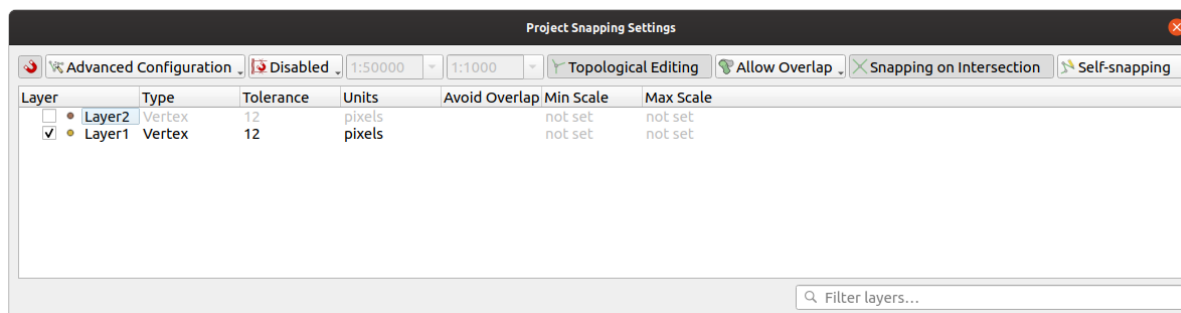 Project Snapping Settings
Advanced Configuration Disabled 1:50000 1:1000 Topological Editing Allow Overlap Snapping on Intersection Self-snapping
Layer Type Tolerance Units Avoid Overlap Min Scale Max Scale
Layer2 Vertex 12 pixels not set not set
Layer1 Vertex 12 pixels not set not set
Filter layers...